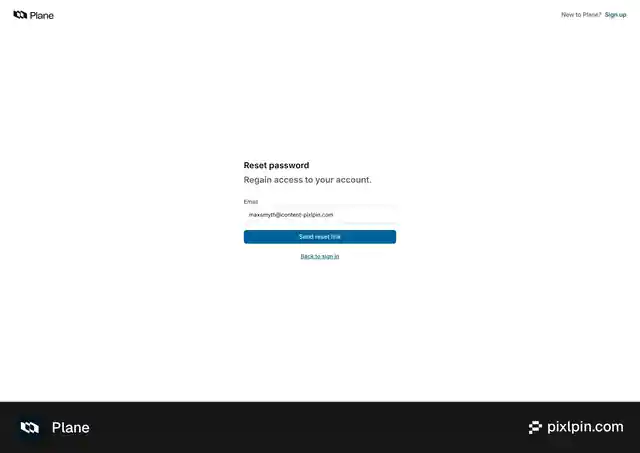 Plane
New to Plane? Sign up
Reset password
Regain access to your account.
Email
maxsmyth@contest-pixlpin.com
Send reset link
Back to sign in
Plane
pixlpin.com